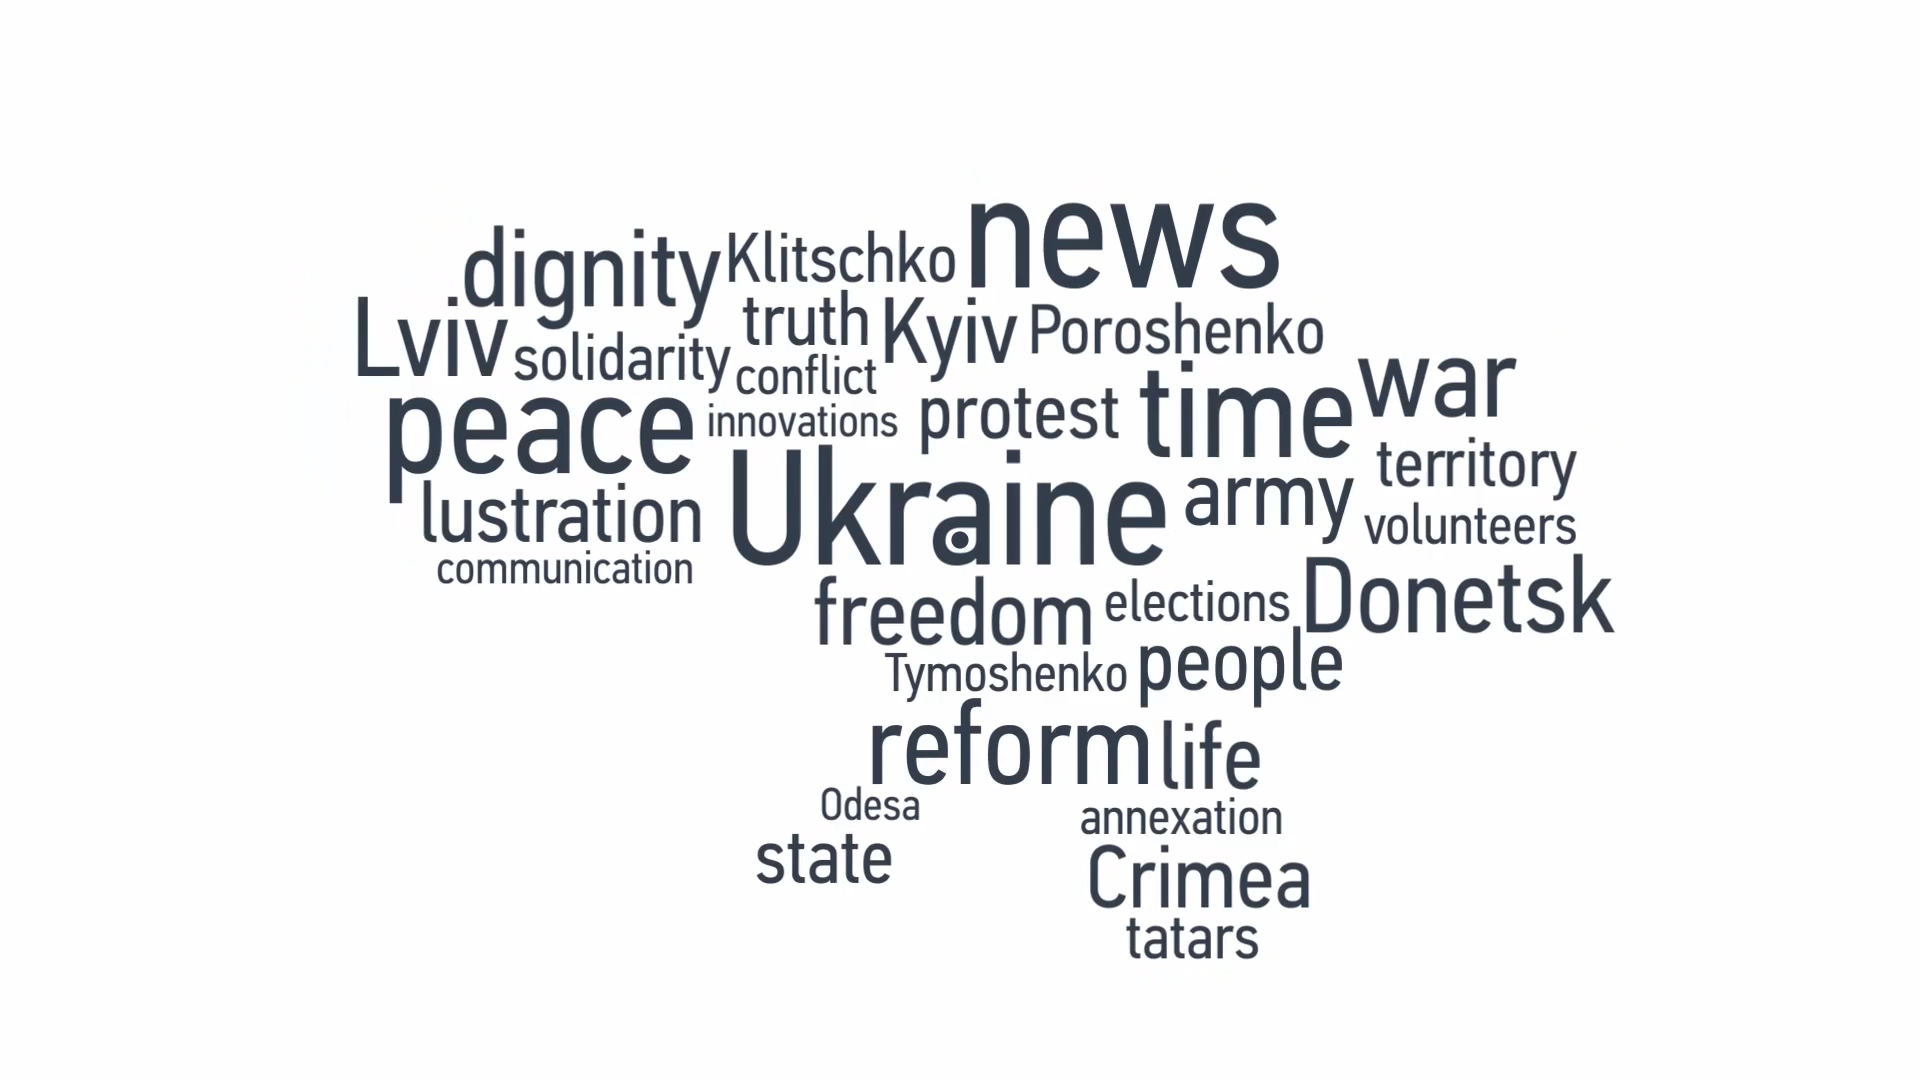 news
dignity Klitschko
Lviv solidarity truth Kyiv Poroshenko
conflict
peace innovations protest time war
territory
lustration Ukraine army volunteers
communication
freedom elections Donetsk
Tymoshenko people
reform life
Odesa annexation
state Crimea
tatars